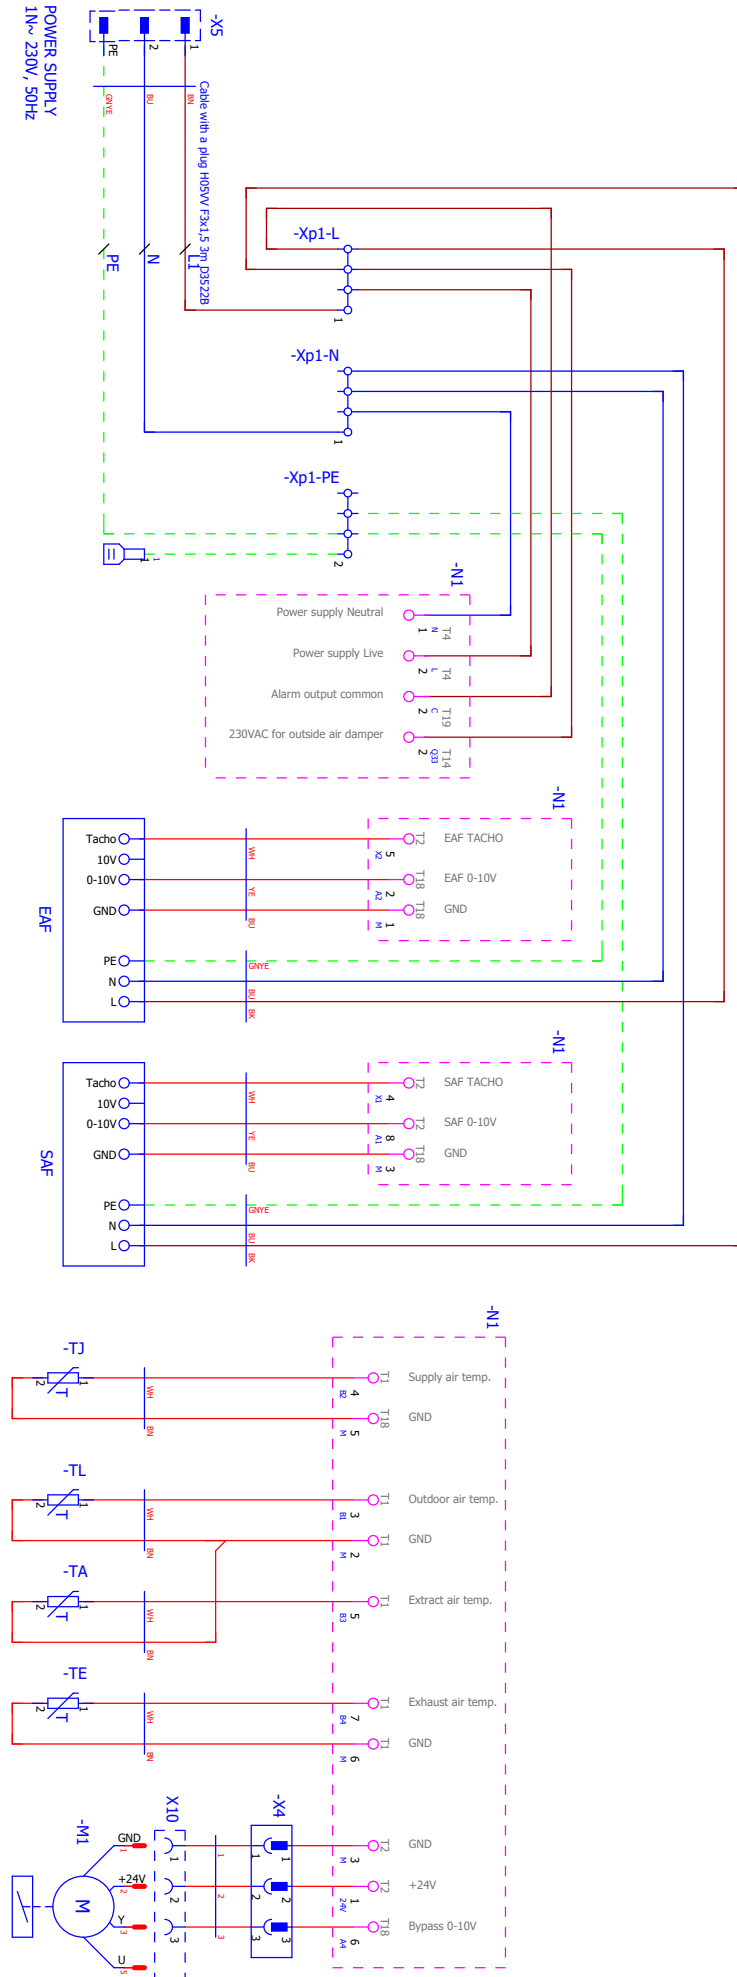 POWER SUPPLY
1N~ 230V, 50Hz
-X5
PE
2
1
GNYE
BU
BN
Cable with a plug H05VV F3x1,5 3m D3522B
PE
N
L1
-Xp1-L
1
-Xp1-N
1
-Xp1-PE
2
1
1
-N1
Power supply Neutral
1 N T4
Power supply Live
2 L T4
Alarm output common
2 C T19
230VAC for outside air damper
2 Q33 T14
-N1
Tacho
WH
X2 5
T2
EAF TACHO
10V
0-10V
YE
A2 2
T18
EAF 0-10V
GND
BU
M 1
T18
GND
EAF
PE
GNYE
N
BU
L
BK
-N1
Tacho
WH
X1 4
T2
SAF TACHO
10V
0-10V
YE
A1 8
T2
SAF 0-10V
GND
BU
M 3
T18
GND
SAF
PE
GNYE
N
BU
L
BK
-N1
-TJ
2
T
1
WH
B2 4
T1
Supply air temp.
BN
M 5
T18
GND
-TL
2
T
1
WH
B1 3
T1
Outdoor air temp.
BN
M 2
T1
GND
-TA
2
T
1
WH
B3 5
T1
Extract air temp.
BN
-TE
2
T
1
WH
B4 7
T1
Exhaust air temp.
BN
M 6
T1
GND
-M1
X10
-X4
GND
1
1
1
1
1
M 3
T2
GND
+24V
2
2
2
2
2
24V 1
T2
+24V
M
Y
3
3
3
3
3
A4 6
T18
Bypass 0-10V
U
5